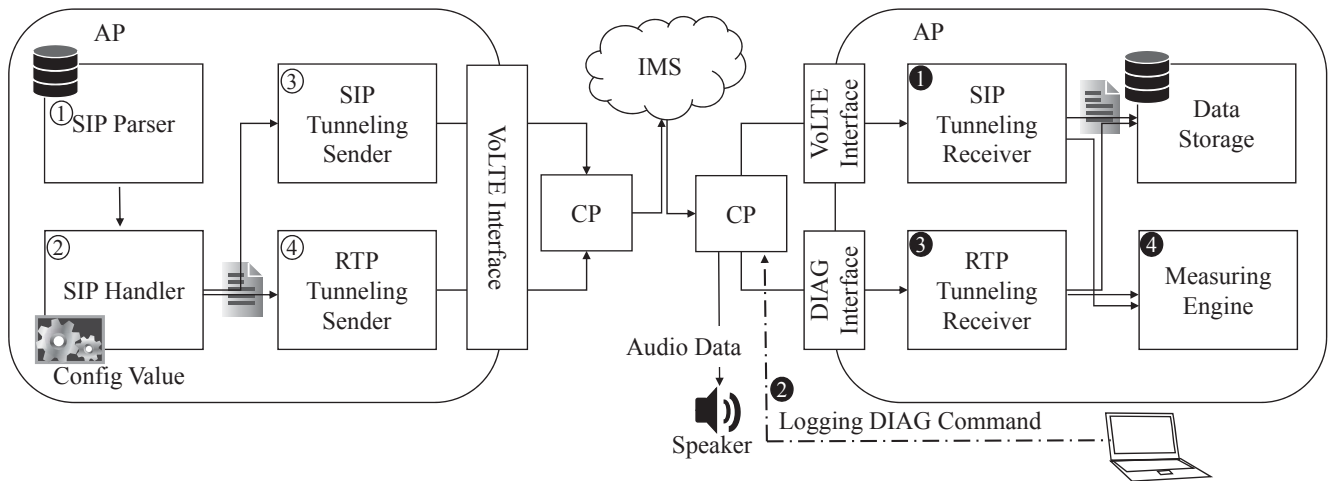 AP
①
SIP Parser
②
SIP Handler
Config Value
③
SIP
Tunneling
Sender
④
RTP
Tunneling
Sender
VoLTE Interface
CP
IMS
CP
Audio Data
Speaker
❷
Logging DIAG Command
VoLTE
Interface
DIAG
Interface
AP
❶
SIP
Tunneling
Receiver
❸
RTP
Tunneling
Receiver
Data
Storage
❹
Measuring
Engine